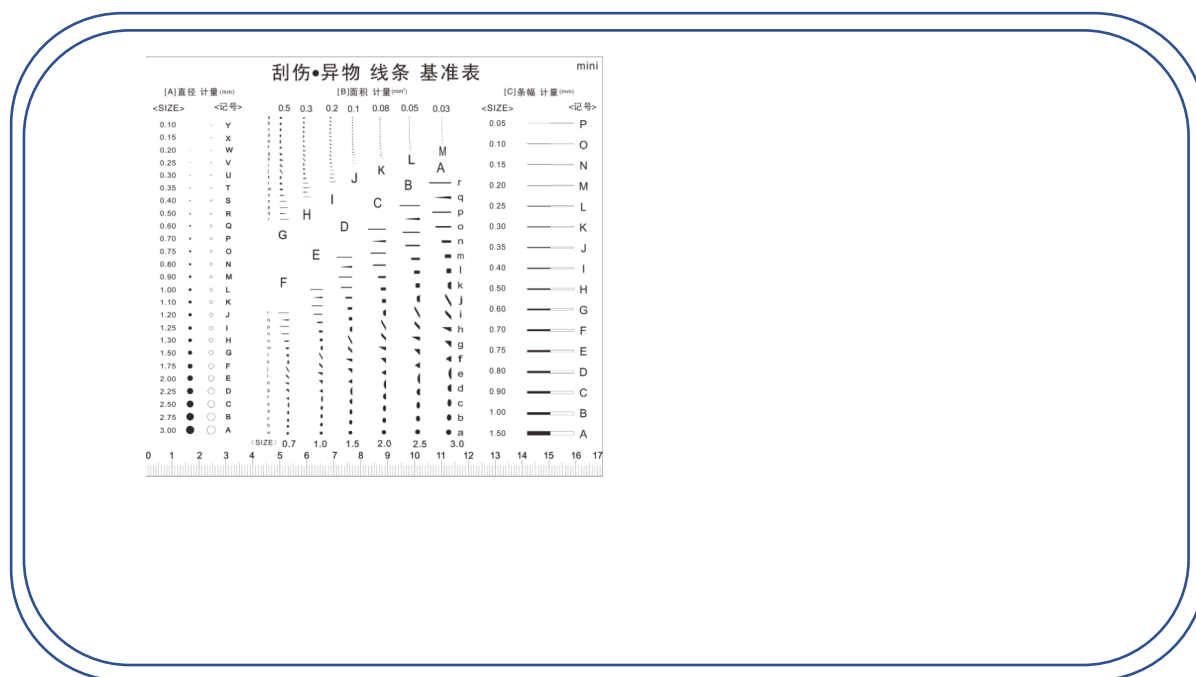 刮伤•异物 线条 基准表
mini
[A]直径 计量(mm)
<SIZE> <记号>
0.10 Y
0.15 X
0.20 W
0.25 V
0.30 U
0.35 T
0.40 S
0.50 R
0.60 Q
0.70 P
0.75 O
0.80 N
0.90 M
1.00 L
1.10 K
1.20 J
1.25 I
1.30 H
1.50 G
1.75 F
2.00 E
2.25 D
2.50 C
2.75 B
3.00 A
[B]面积 计量(mm²)
0.5 0.3 0.2 0.1 0.08 0.05 0.03
M
L
A
K
J
B
r
I
C
q
H
p
D
o
G
n
E
m
l
F
k
j
i
h
g
f
e
d
c
b
a
<SIZE> 0.7 1.0 1.5 2.0 2.5 3.0
[C]条幅 计量(mm)
<SIZE> <记号>
0.05 P
0.10 O
0.15 N
0.20 M
0.25 L
0.30 K
0.35 J
0.40 I
0.50 H
0.60 G
0.70 F
0.75 E
0.80 D
0.90 C
1.00 B
1.50 A
0 1 2 3 4 5 6 7 8 9 10 11 12 13 14 15 16 17